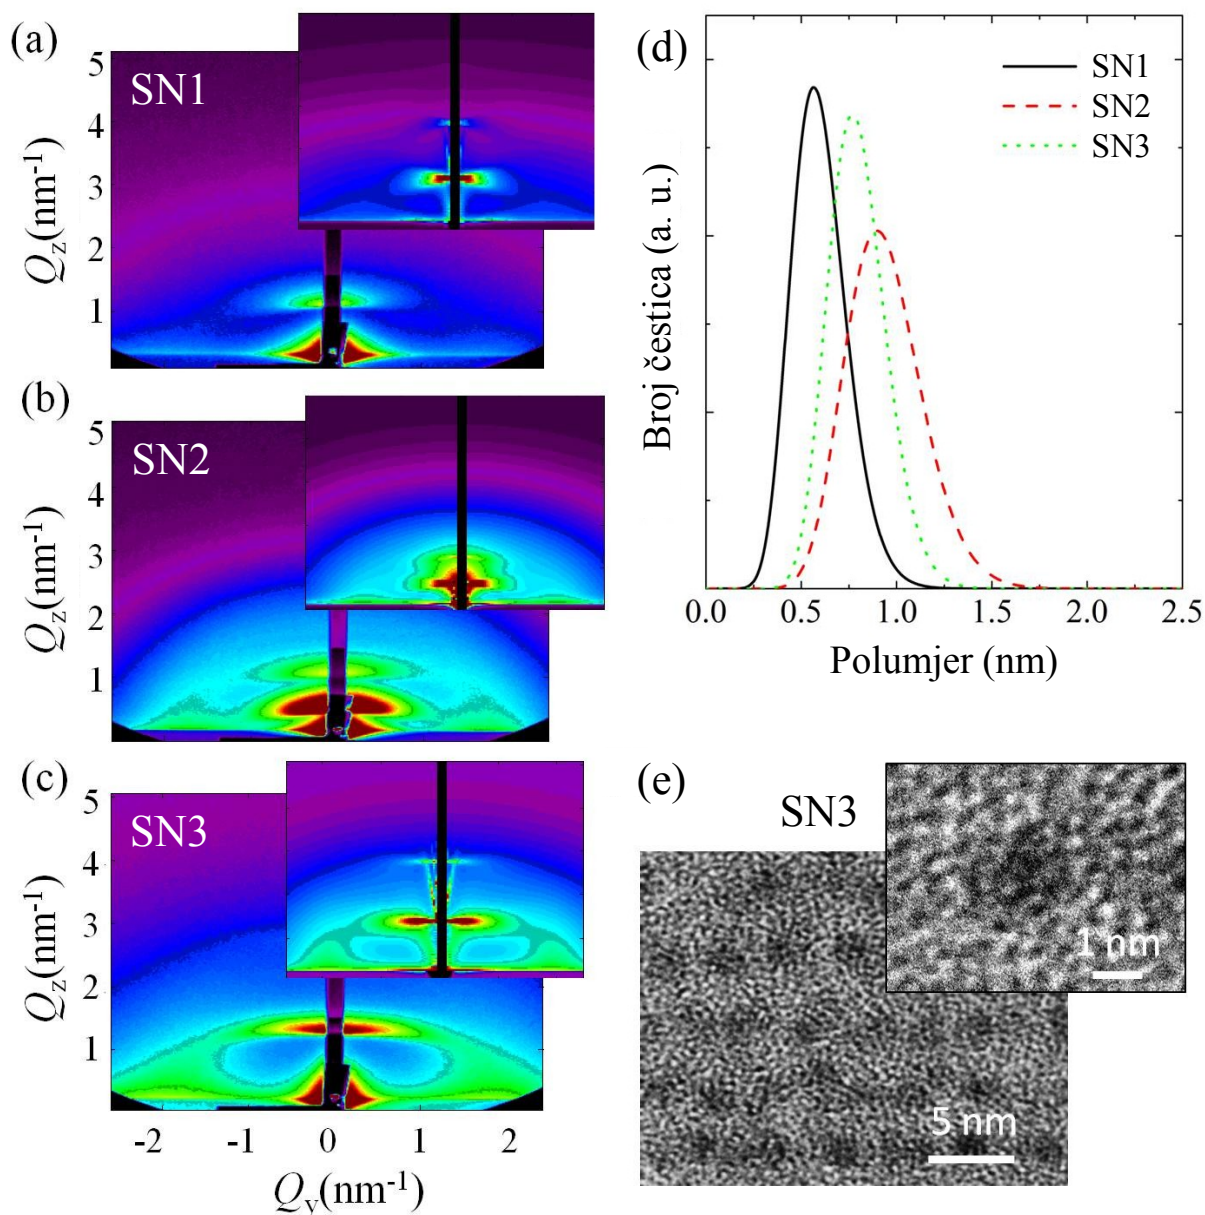 (a)
SN1
5
4
3
2
1
Qz(nm-1)
(b)
SN2
5
4
3
2
1
Qz(nm-1)
(c)
SN3
5
4
3
2
1
Qz(nm-1)
-2 -1 0 1 2
Qy(nm-1)
(d)
SN1
SN2
SN3
Broj čestica (a. u.)
0.0 0.5 1.0 1.5 2.0 2.5
Polumjer (nm)
(e)
SN3
1 nm
5 nm